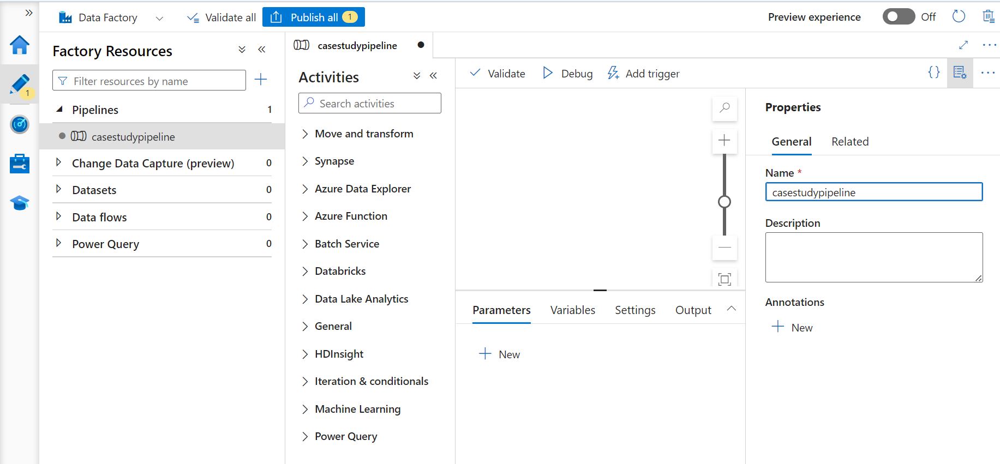 Data Factory
Validate all
Publish all 1
Preview experience
Off
Factory Resources
Filter resources by name
1
Pipelines 1
casestudypipeline
Change Data Capture (preview) 0
Datasets 0
Data flows 0
Power Query 0
casestudypipeline
Activities
Search activities
Move and transform
Synapse
Azure Data Explorer
Azure Function
Batch Service
Databricks
Data Lake Analytics
General
HDInsight
Iteration & conditionals
Machine Learning
Power Query
Validate
Debug
Add trigger
{}
Parameters
Variables
Settings
Output
New
Properties
General
Related
Name *
casestudypipeline
Description
Annotations
New